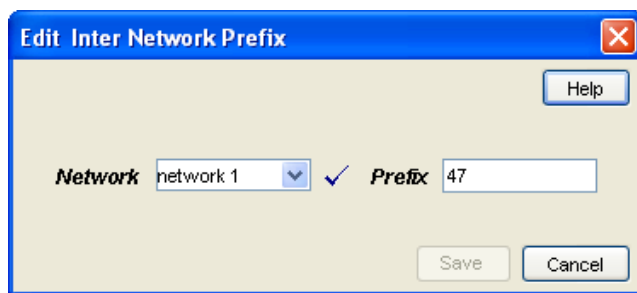 Edit Inter Network Prefix
Help
Network network 1 Prefix 47
Save Cancel